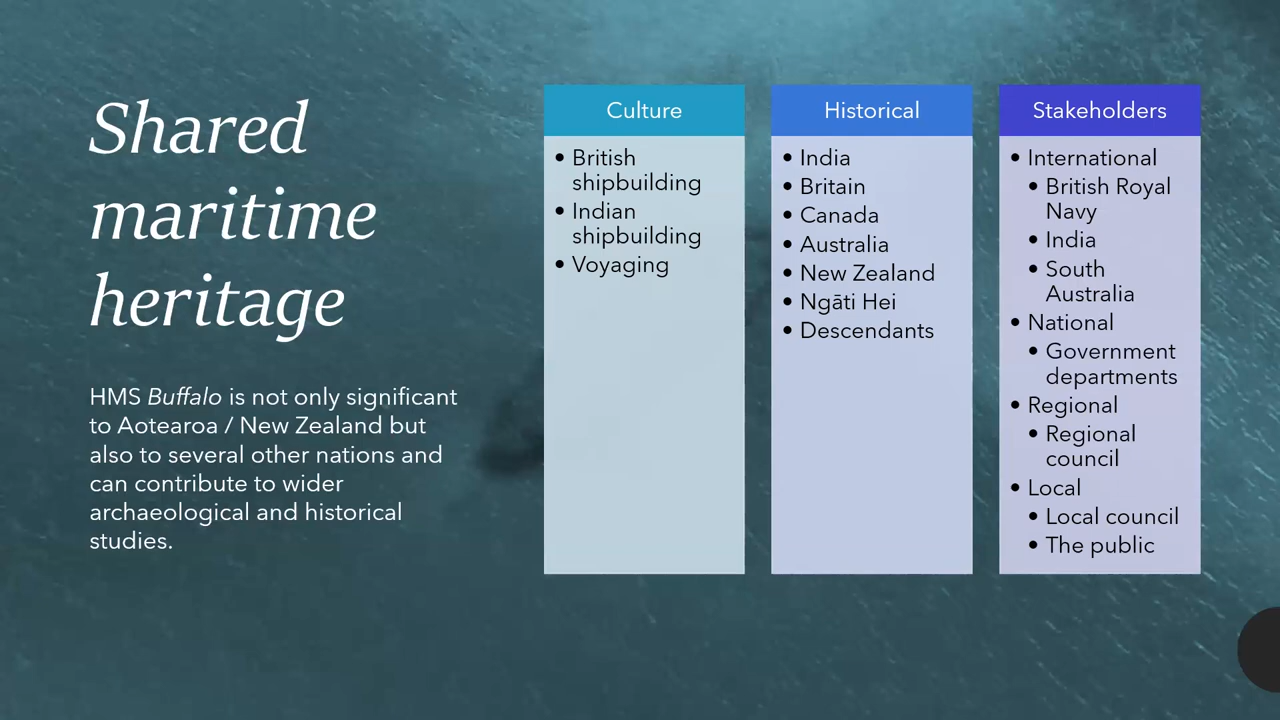 Shared
maritime
heritage
HMS Buffalo is not only significant
to Aotearoa / New Zealand but
also to several other nations and
can contribute to wider
archaeological and historical
studies.
Culture
• British
shipbuilding
• Indian
shipbuilding
• Voyaging
Historical
• India
• Britain
• Canada
• Australia
• New Zealand
• Ngāti Hei
• Descendants
Stakeholders
• International
• British Royal
Navy
• India
• South
Australia
• National
• Government
departments
• Regional
• Regional
council
• Local
• Local council
• The public